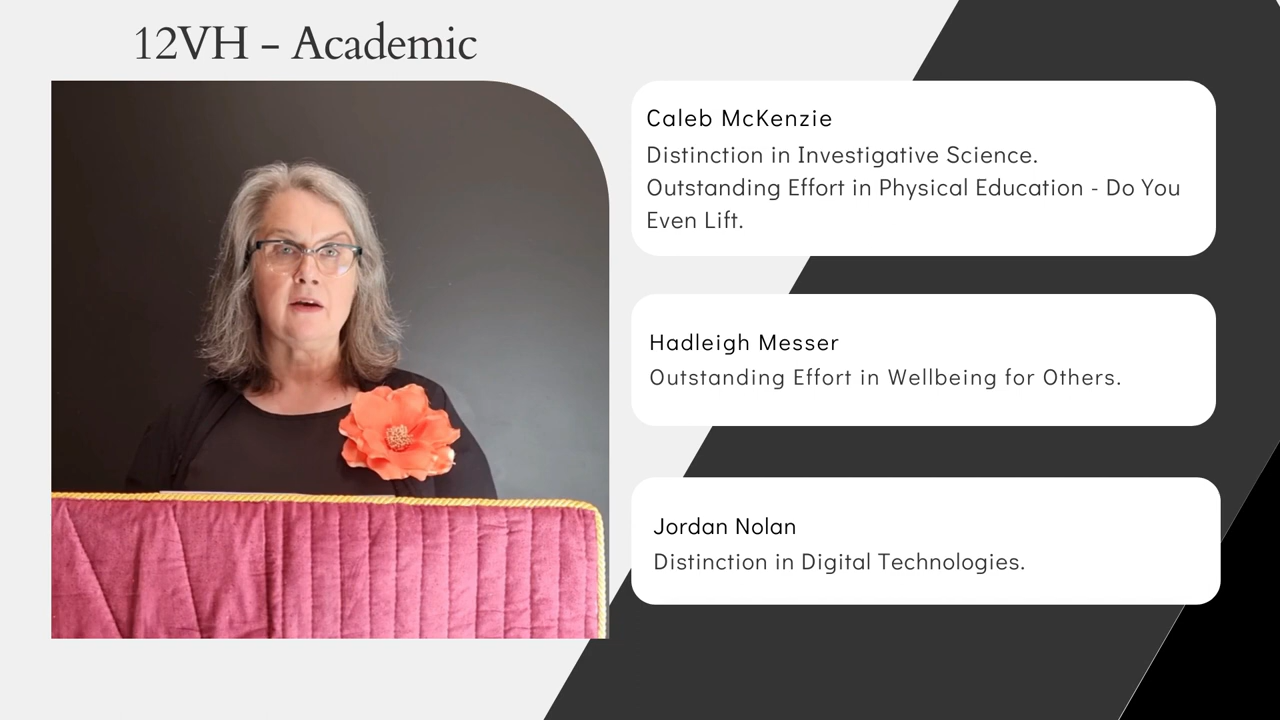 12VH - Academic
Caleb McKenzie
Distinction in Investigative Science.
Outstanding Effort in Physical Education - Do You
Even Lift.
Hadleigh Messer
Outstanding Effort in Wellbeing for Others.
Jordan Nolan
Distinction in Digital Technologies.